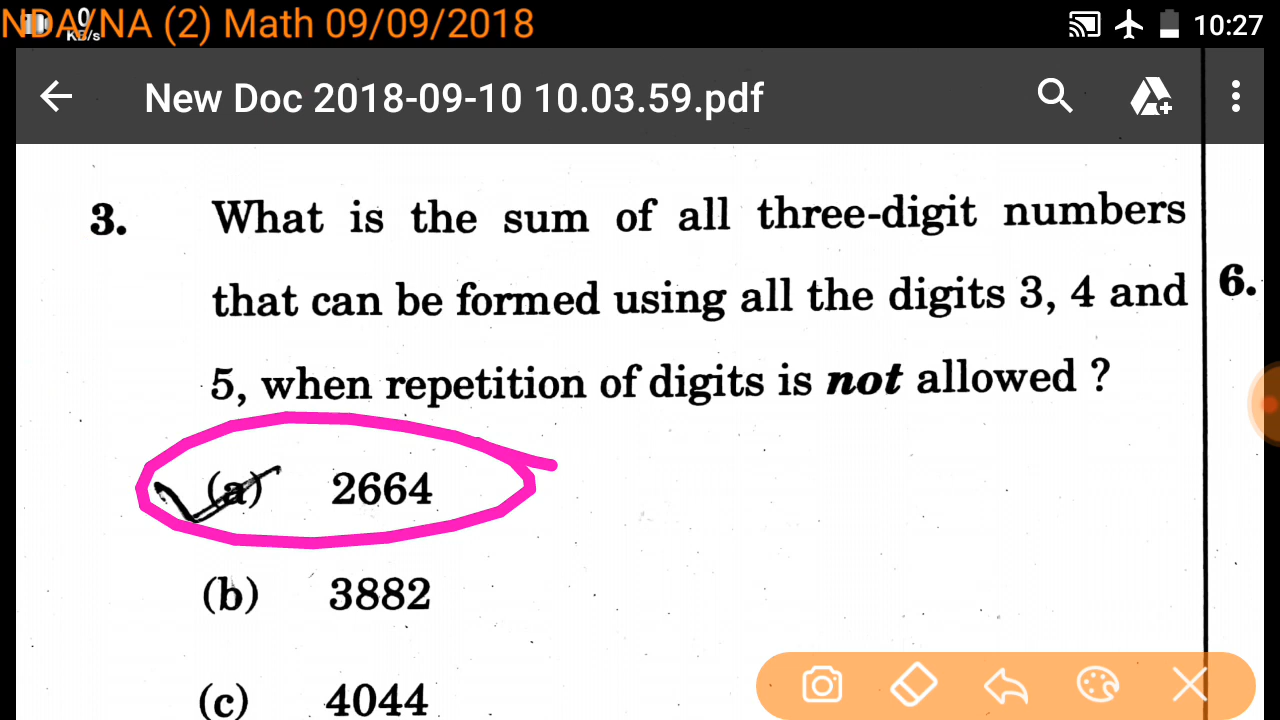 NDA/NA (2) Math 09/09/2018
0
KB/s
10:27
New Doc 2018-09-10 10.03.59.pdf
3. What is the sum of all three-digit numbers
that can be formed using all the digits 3, 4 and
5, when repetition of digits is not allowed ?
(a) 2664
(b) 3882
(c) 4044
6.